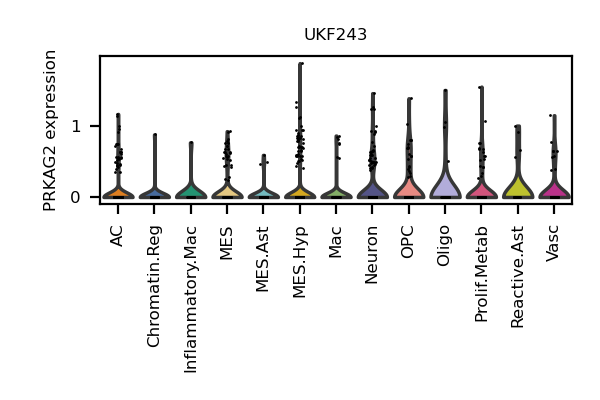 UKF243
PRKAG2 expression
1
0
AC
Chromatin.Reg
Inflammatory.Mac
MES
MES.Ast
MES.Hyp
Mac
Neuron
OPC
Oligo
Prolif.Metab
Reactive.Ast
Vasc